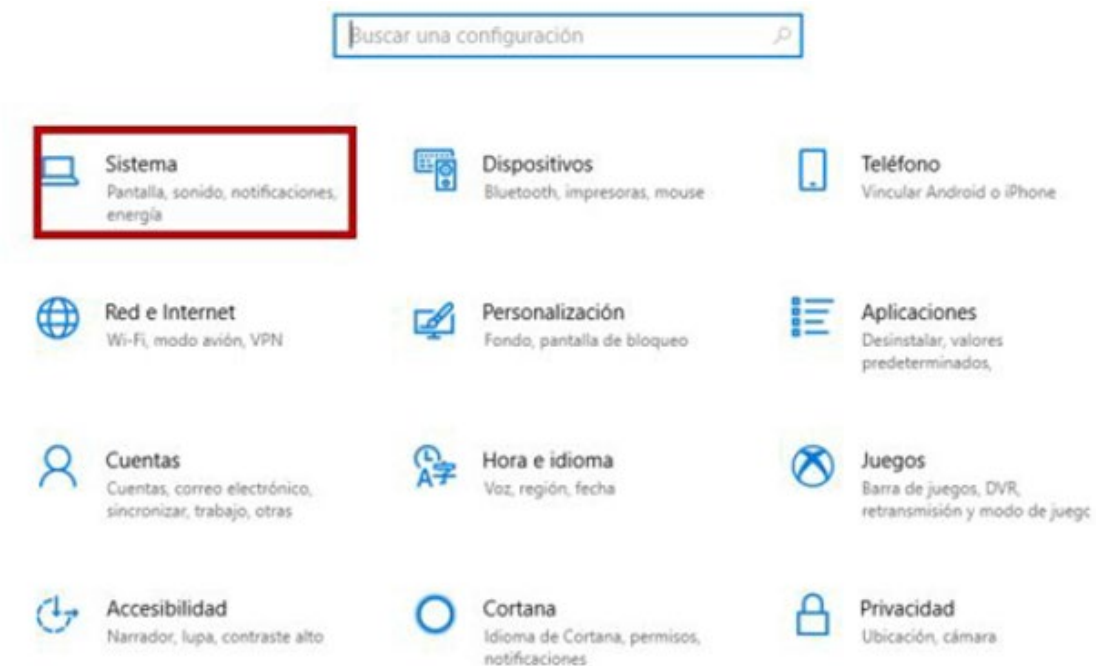 Buscar una configuración
Sistema
Pantalla, sonido, notificaciones,
energía
Dispositivos
Bluetooth, impresoras, mouse
Teléfono
Vincular Android o iPhone
Red e Internet
Wi-Fi, modo avión, VPN
Personalización
Fondo, pantalla de bloqueo
Aplicaciones
Desinstalar, valores
predeterminados,
Cuentas
Cuentas, correo electrónico,
sincronizar, trabajo, otras
Hora e idioma
Voz, región, fecha
Juegos
Barra de juegos, DVR,
retransmisión y modo de juego
Accesibilidad
Narrador, lupa, contraste alto
Cortana
Idioma de Cortana, permisos,
notificaciones
Privacidad
Ubicación, cámara